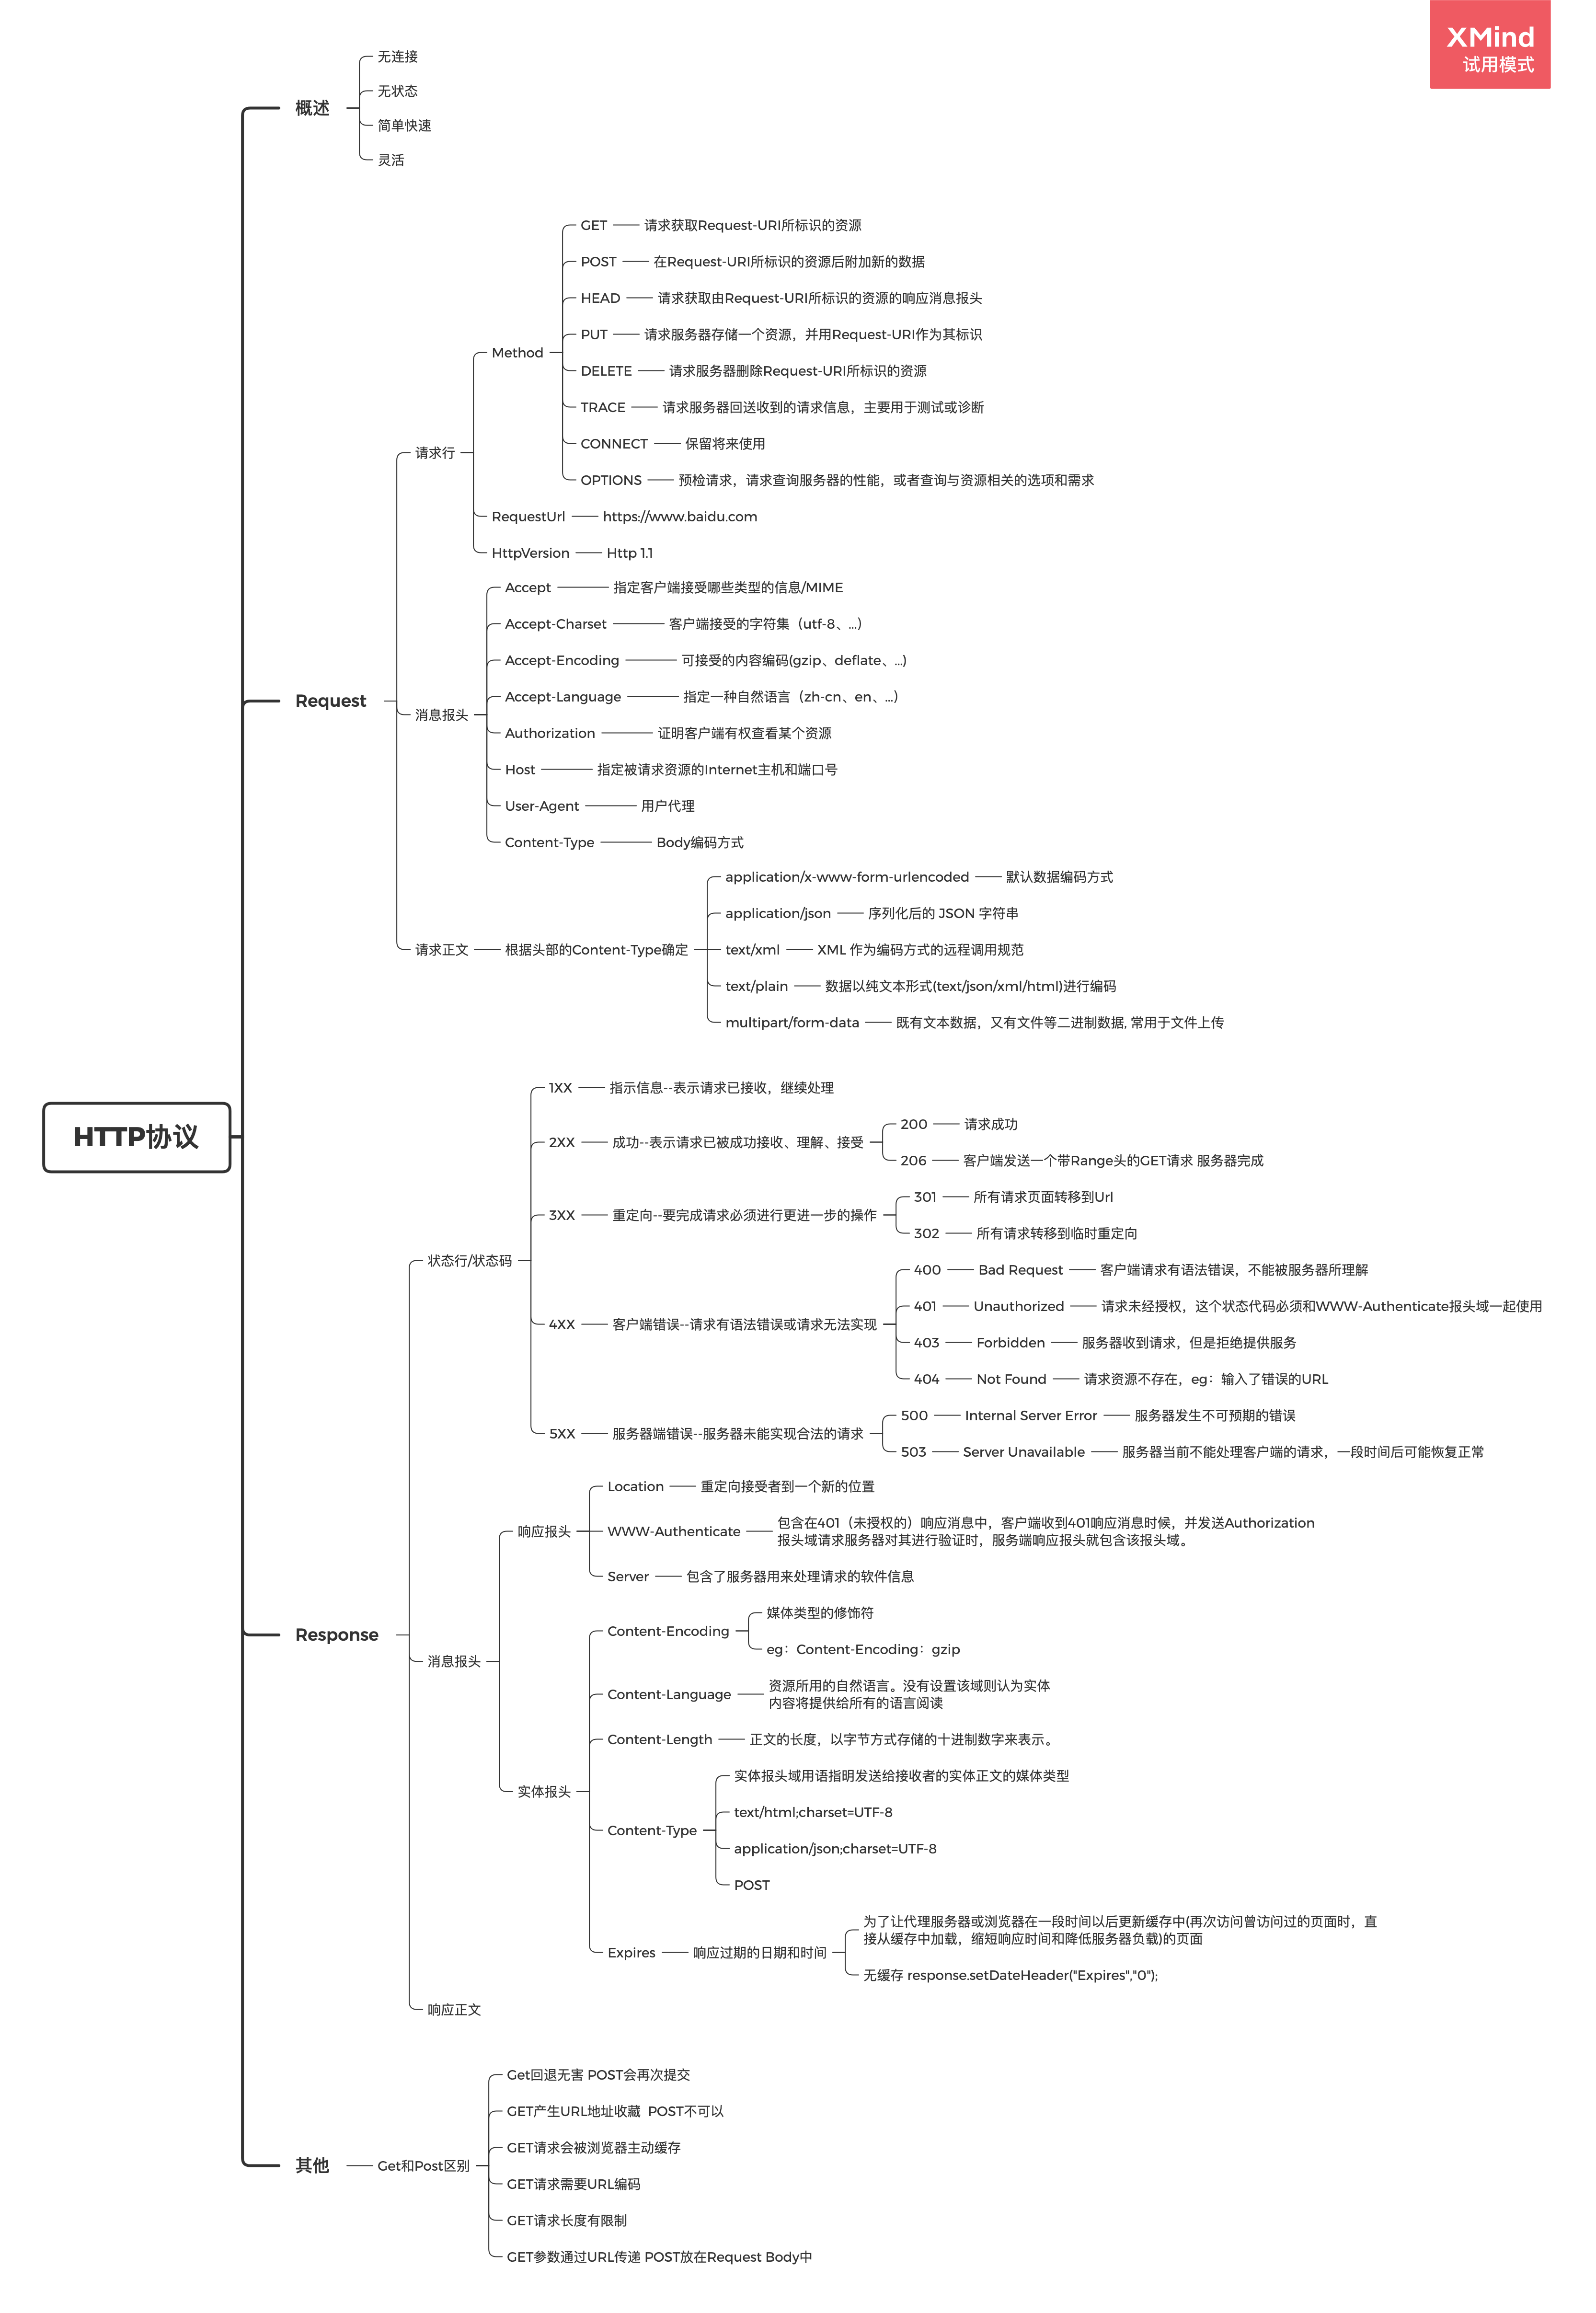 XMind
试用模式
HTTP协议
概述
无连接
无状态
简单快速
灵活
Request
请求行
Method
GET
请求获取Request-URI所标识的资源
POST
在Request-URI所标识的资源后附加新的数据
HEAD
请求获取由Request-URI所标识的资源的响应消息报头
PUT
请求服务器存储一个资源，并用Request-URI作为其标识
DELETE
请求服务器删除Request-URI所标识的资源
TRACE
请求服务器回送收到的请求信息，主要用于测试或诊断
CONNECT
保留将来使用
OPTIONS
预检请求，请求查询服务器的性能，或者查询与资源相关的选项和需求
RequestUrl
https://www.baidu.com
HttpVersion
Http 1.1
消息报头
Accept
指定客户端接受哪些类型的信息/MIME
Accept-Charset
客户端接受的字符集（utf-8、...）
Accept-Encoding
可接受的内容编码(gzip、deflate、...)
Accept-Language
指定一种自然语言（zh-cn、en、...）
Authorization
证明客户端有权查看某个资源
Host
指定被请求资源的Internet主机和端口号
User-Agent
用户代理
Content-Type
Body编码方式
请求正文
根据头部的Content-Type确定
application/x-www-form-urlencoded
默认数据编码方式
application/json
序列化后的 JSON 字符串
text/xml
XML 作为编码方式的远程调用规范
text/plain
数据以纯文本形式(text/json/xml/html)进行编码
multipart/form-data
既有文本数据，又有文件等二进制数据, 常用于文件上传
Response
状态行/状态码
1XX
指示信息--表示请求已接收，继续处理
2XX
成功--表示请求已被成功接收、理解、接受
200
请求成功
206
客户端发送一个带Range头的GET请求 服务器完成
3XX
重定向--要完成请求必须进行更进一步的操作
301
所有请求页面转移到Url
302
所有请求转移到临时重定向
4XX
客户端错误--请求有语法错误或请求无法实现
400
Bad Request
客户端请求有语法错误，不能被服务器所理解
401
Unauthorized
请求未经授权，这个状态代码必须和WWW-Authenticate报头域一起使用
403
Forbidden
服务器收到请求，但是拒绝提供服务
404
Not Found
请求资源不存在，eg：输入了错误的URL
5XX
服务器端错误--服务器未能实现合法的请求
500
Internal Server Error
服务器发生不可预期的错误
503
Server Unavailable
服务器当前不能处理客户端的请求，一段时间后可能恢复正常
消息报头
响应报头
Location
重定向接受者到一个新的位置
WWW-Authenticate
包含在401（未授权的）响应消息中，客户端收到401响应消息时候，并发送Authorization
报头域请求服务器对其进行验证时，服务端响应报头就包含该报头域。
Server
包含了服务器用来处理请求的软件信息
实体报头
Content-Encoding
媒体类型的修饰符
eg：Content-Encoding：gzip
Content-Language
资源所用的自然语言。没有设置该域则认为实体
内容将提供给所有的语言阅读
Content-Length
正文的长度，以字节方式存储的十进制数字来表示。
Content-Type
实体报头域用语指明发送给接收者的实体正文的媒体类型
text/html;charset=UTF-8
application/json;charset=UTF-8
POST
Expires
响应过期的日期和时间
为了让代理服务器或浏览器在一段时间以后更新缓存中(再次访问曾访问过的页面时，直
接从缓存中加载，缩短响应时间和降低服务器负载)的页面
无缓存 response.setDateHeader("Expires","0");
响应正文
其他
Get和Post区别
Get回退无害 POST会再次提交
GET产生URL地址收藏  POST不可以
GET请求会被浏览器主动缓存
GET请求需要URL编码
GET请求长度有限制
GET参数通过URL传递 POST放在Request Body中